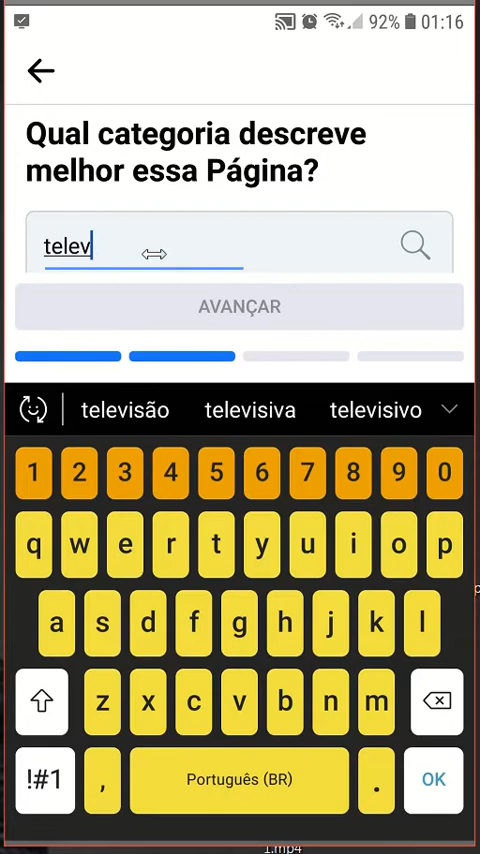 92% 01:16
Qual categoria descreve
melhor essa Página?
telev
AVANÇAR
televisão televisiva televisivo
1 2 3 4 5 6 7 8 9 0
q w e r t y u i o p
a s d f g h j k l
z x c v b n m
!#1 , Português (BR) . OK
1.mp4